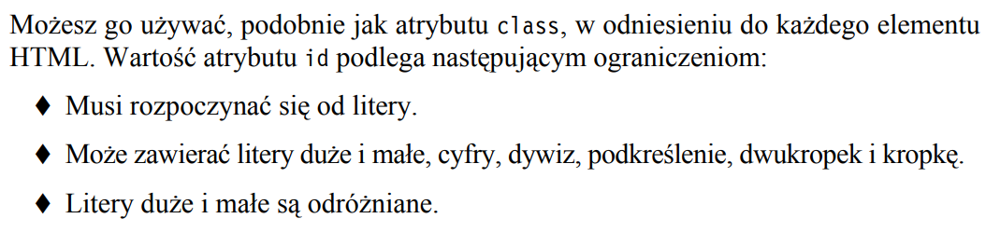 Możesz go używać, podobnie jak atrybutu class, w odniesieniu do każdego elementu
HTML. Wartość atrybutu id podlega następującym ograniczeniom:
♦ Musi rozpoczynać się od litery.
♦ Może zawierać litery duże i małe, cyfry, dywiz, podkreślenie, dwukropek i kropkę.
♦ Litery duże i małe są odróżniane.